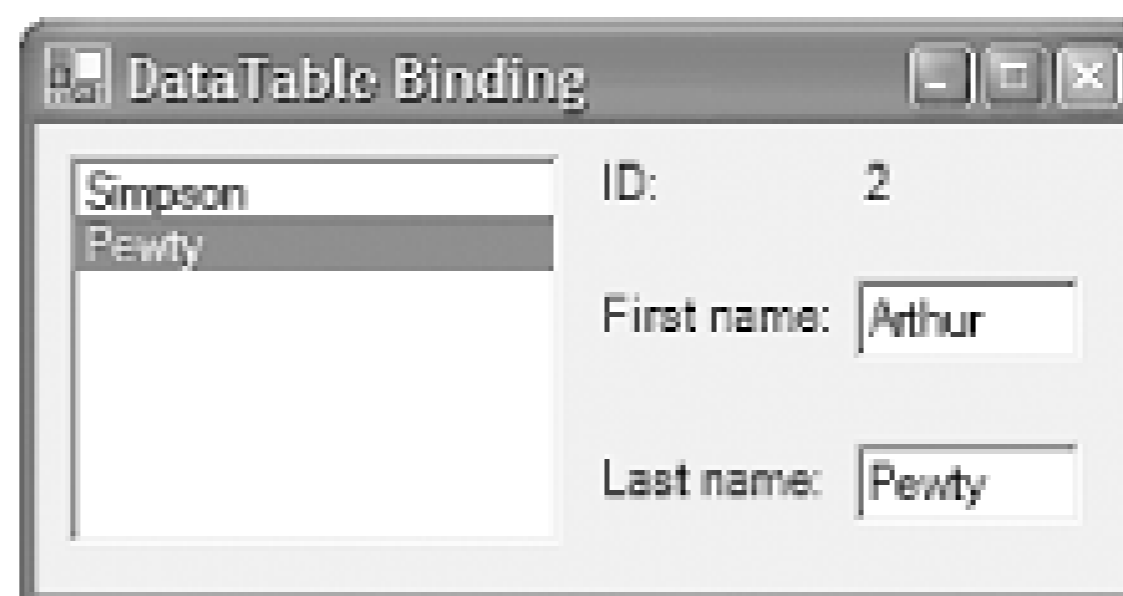 DataTable Binding
Simpson
Pewty
ID: 2
First name: Arthur
Last name: Pewty